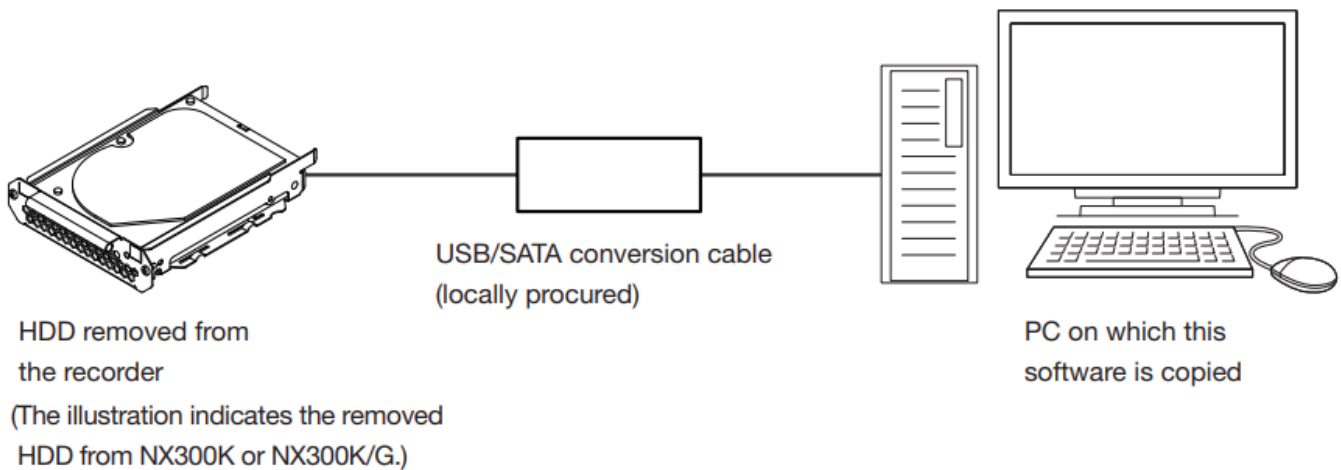 USB/SATA conversion cable
(locally procured)
HDD removed from
the recorder
(The illustration indicates the removed
HDD from NX300K or NX300K/G.)
PC on which this
software is copied